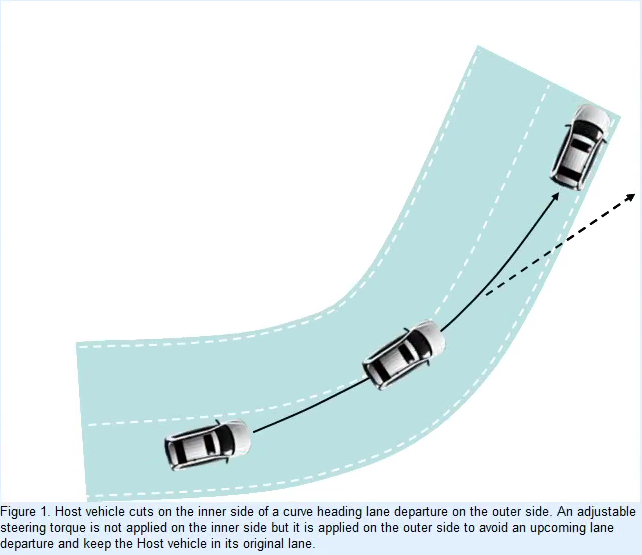 Figure 1. Host vehicle cuts on the inner side of a curve heading lane departure on the outer side. An adjustable
steering torque is not applied on the inner side but it is applied on the outer side to avoid an upcoming lane
departure and keep the Host vehicle in its original lane.